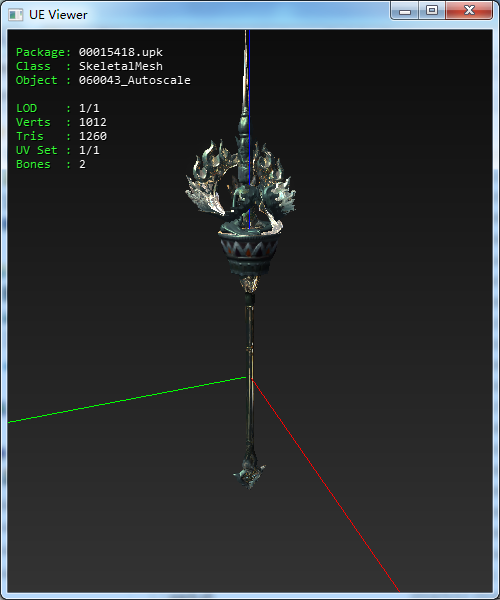 UE Viewer
Package: 00015418.upk
Class  : SkeletalMesh
Object : 060043_Autoscale
LOD    : 1/1
Verts  : 1012
Tris   : 1260
UV Set : 1/1
Bones  : 2